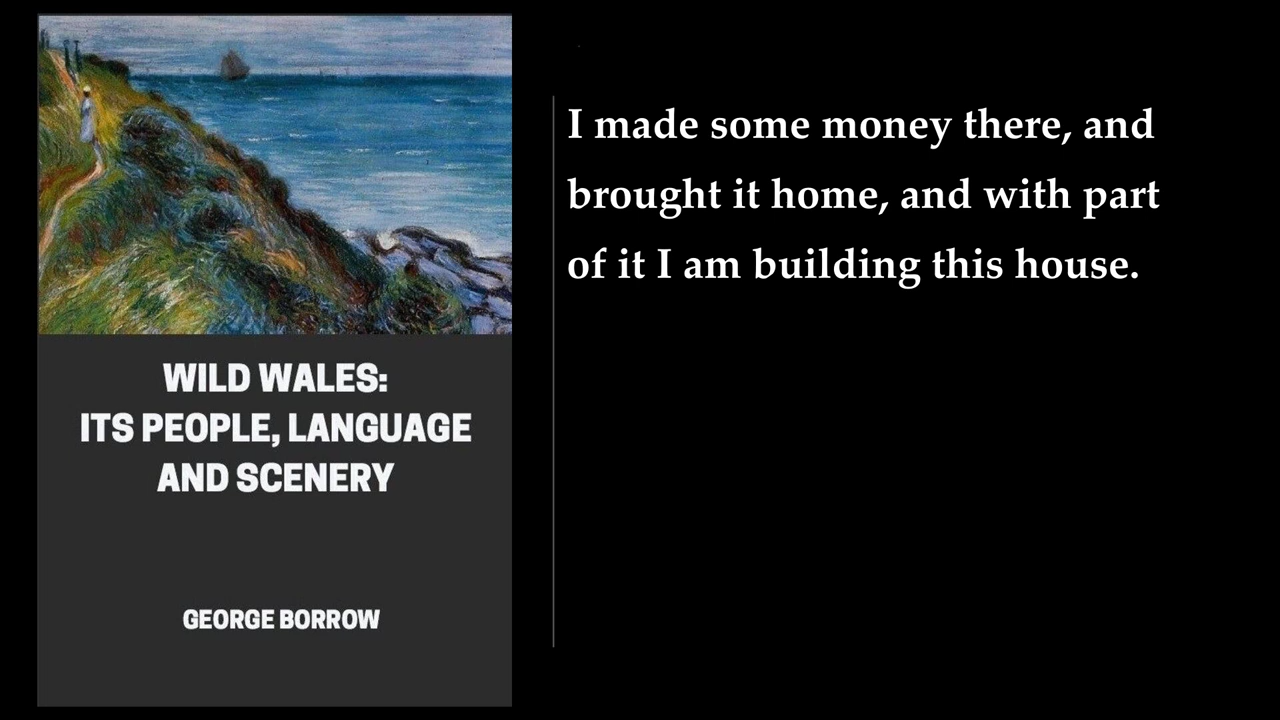 WILD WALES:
ITS PEOPLE, LANGUAGE
AND SCENERY
GEORGE BORROW
I made some money there, and
brought it home, and with part
of it I am building this house.